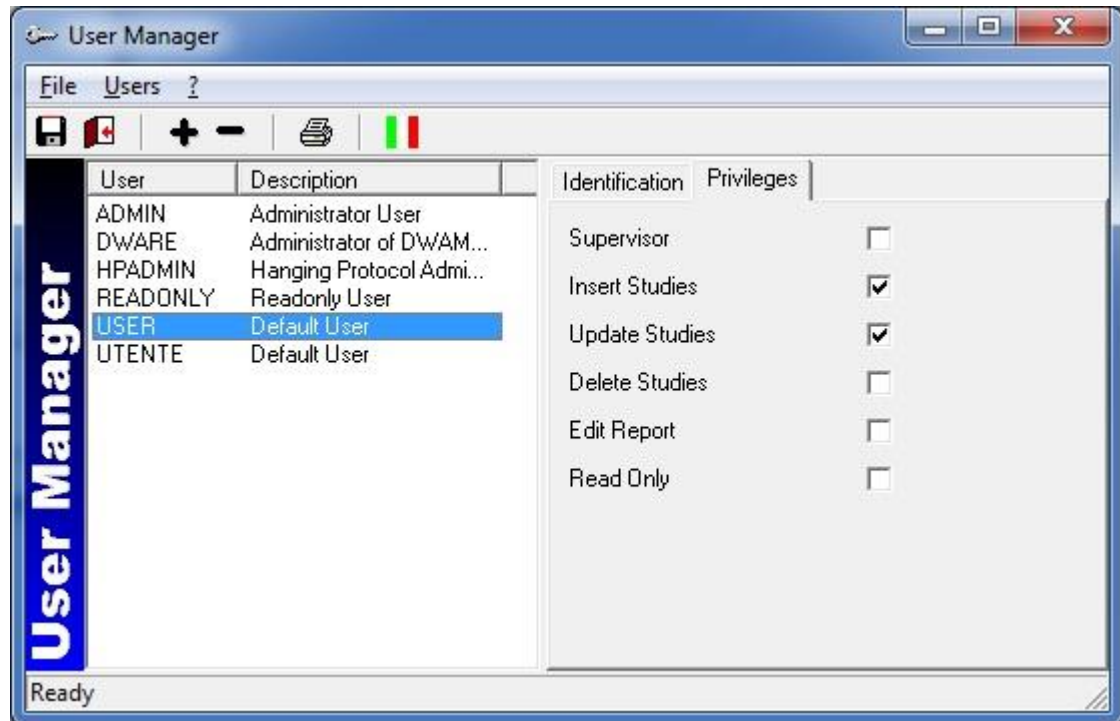 User Manager
File Users ?
User Description
ADMIN Administrator User
DWARE Administrator of DWAM...
HPADMIN Hanging Protocol Admi...
READONLY Readonly User
USER Default User
UTENTE Default User
Identification Privileges
Supervisor
Insert Studies
Update Studies
Delete Studies
Edit Report
Read Only
User Manager
Ready